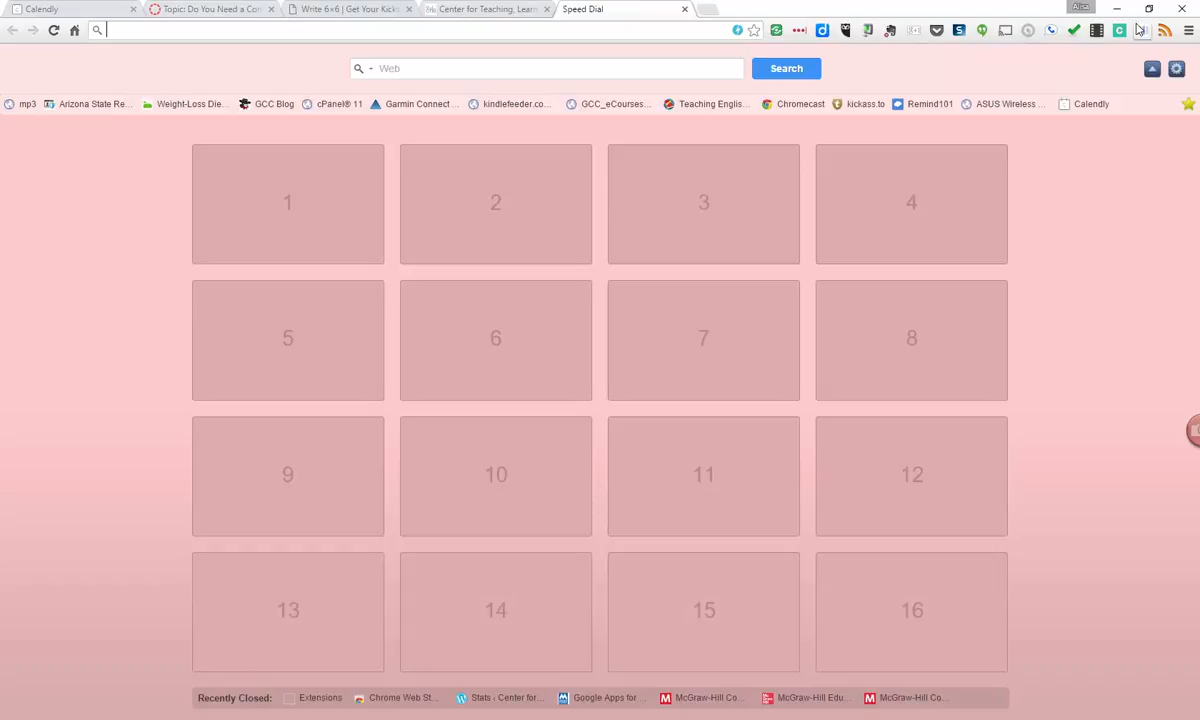 Calendly
Topic: Do You Need a Con
Write 6×6 | Get Your Kicks
Center for Teaching, Learn
Speed Dial
Alisa
Web
Search
mp3
Arizona State Re...
Weight-Loss Die...
GCC Blog
cPanel® 11
Garmin Connect ...
kindlefeeder.co...
GCC_eCourses...
Teaching Englis...
Chromecast
kickass.to
Remind101
ASUS Wireless ...
Calendly
1 2 3 4
5 6 7 8
9 10 11 12
13 14 15 16
Recently Closed: Extensions Chrome Web St... Stats ‹ Center for... Google Apps for ... McGraw-Hill Co... McGraw-Hill Edu... McGraw-Hill Co...